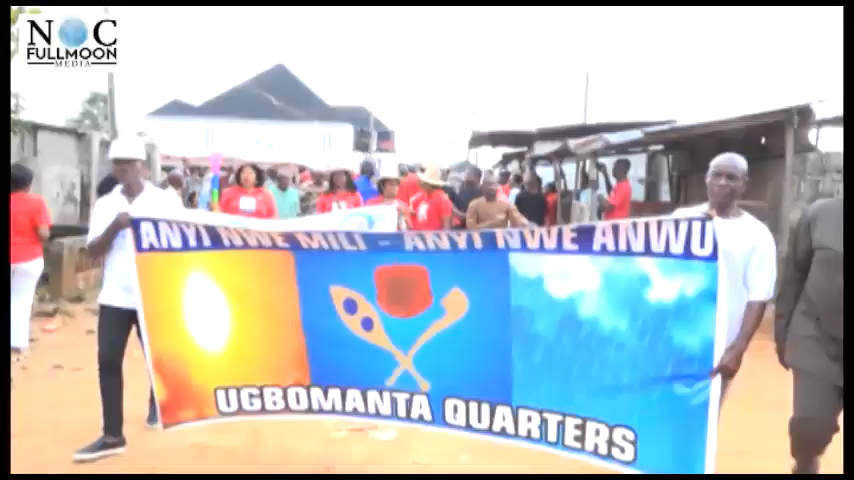 NOC
FULLMOON
MEDIA
ANYI NWE MILI - ANYI NWE ANWU
UGBOMANTA QUARTERS